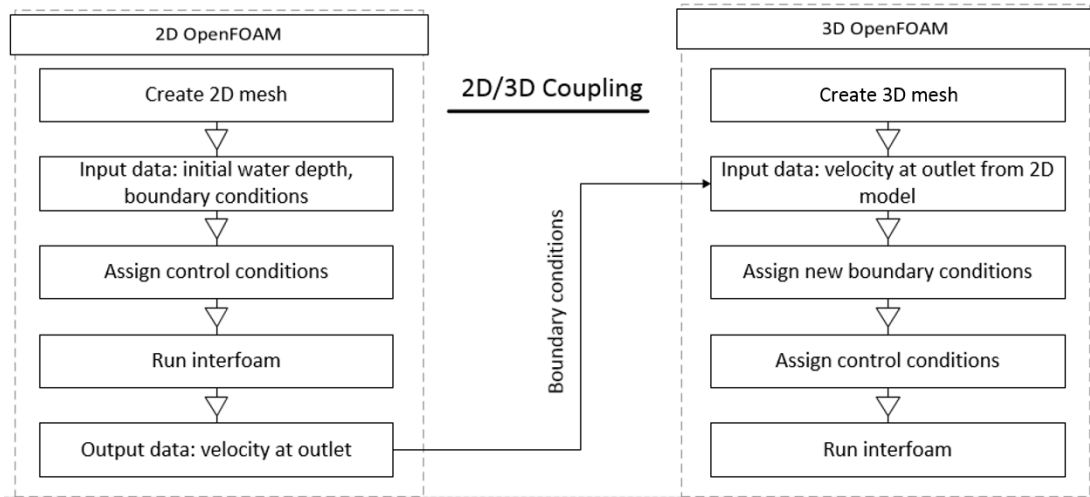 2D OpenFOAM
Create 2D mesh
Input data: initial water depth,
boundary conditions
Assign control conditions
Run interfoam
Output data: velocity at outlet
2D/3D Coupling
Boundary conditions
3D OpenFOAM
Create 3D mesh
Input data: velocity at outlet from 2D
model
Assign new boundary conditions
Assign control conditions
Run interfoam